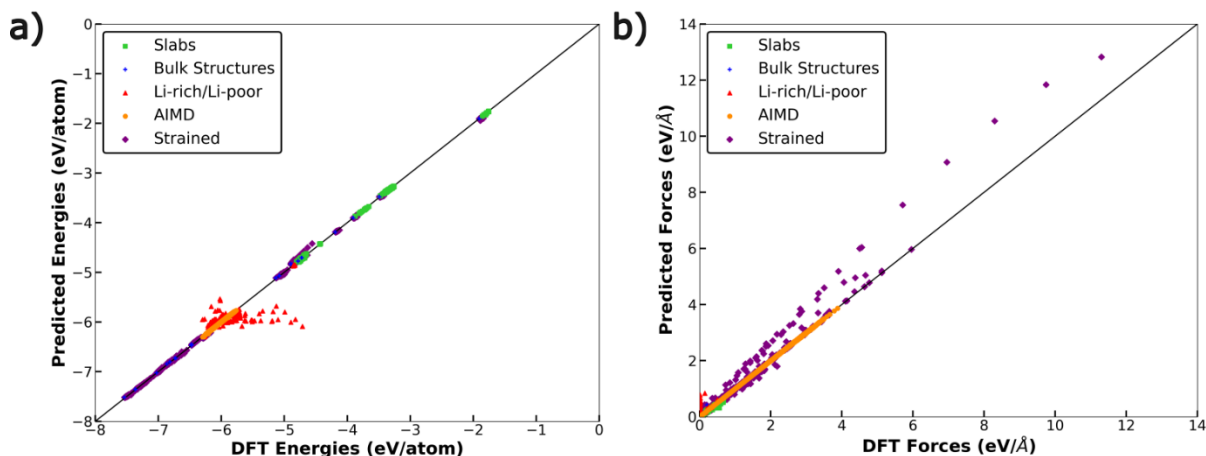 a)
Slabs
Bulk Structures
Li-rich/Li-poor
AIMD
Strained
Predicted Energies (eV/atom)
0
−1
−2
−3
−4
−5
−6
−7
−8
−8 −7 −6 −5 −4 −3 −2 −1 0
DFT Energies (eV/atom)
b)
Slabs
Bulk Structures
Li-rich/Li-poor
AIMD
Strained
Predicted Forces (eV/Å)
14
12
10
8
6
4
2
0
0 2 4 6 8 10 12 14
DFT Forces (eV/Å)